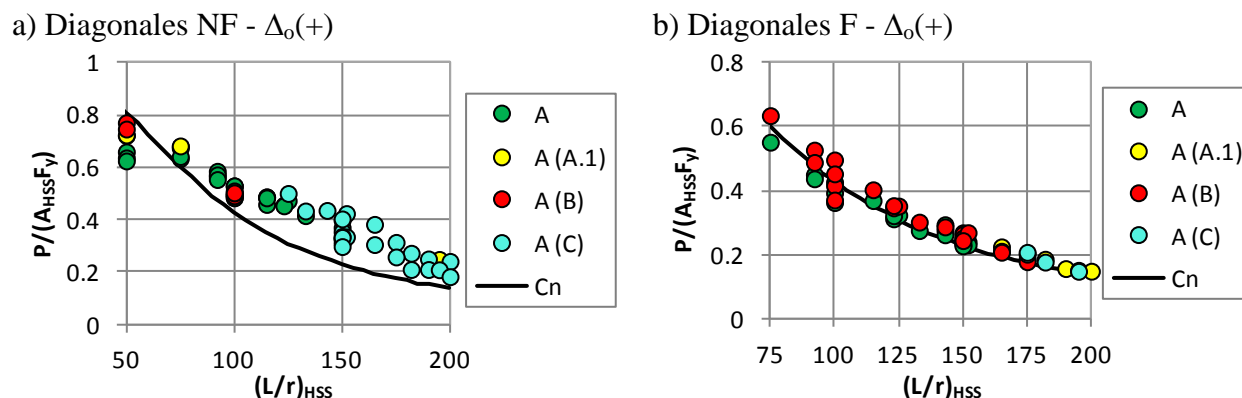 a) Diagonales NF - Δo(+)
1
0.8
0.6
0.4
0.2
0
50
100
150
200
P/(AHSSFy)
(L/r)HSS
A
A (A.1)
A (B)
A (C)
Cn
b) Diagonales F - Δo(+)
0.8
0.6
0.4
0.2
0
75
100
125
150
175
200
P/(AHSSFy)
(L/r)HSS
A
A (A.1)
A (B)
A (C)
Cn